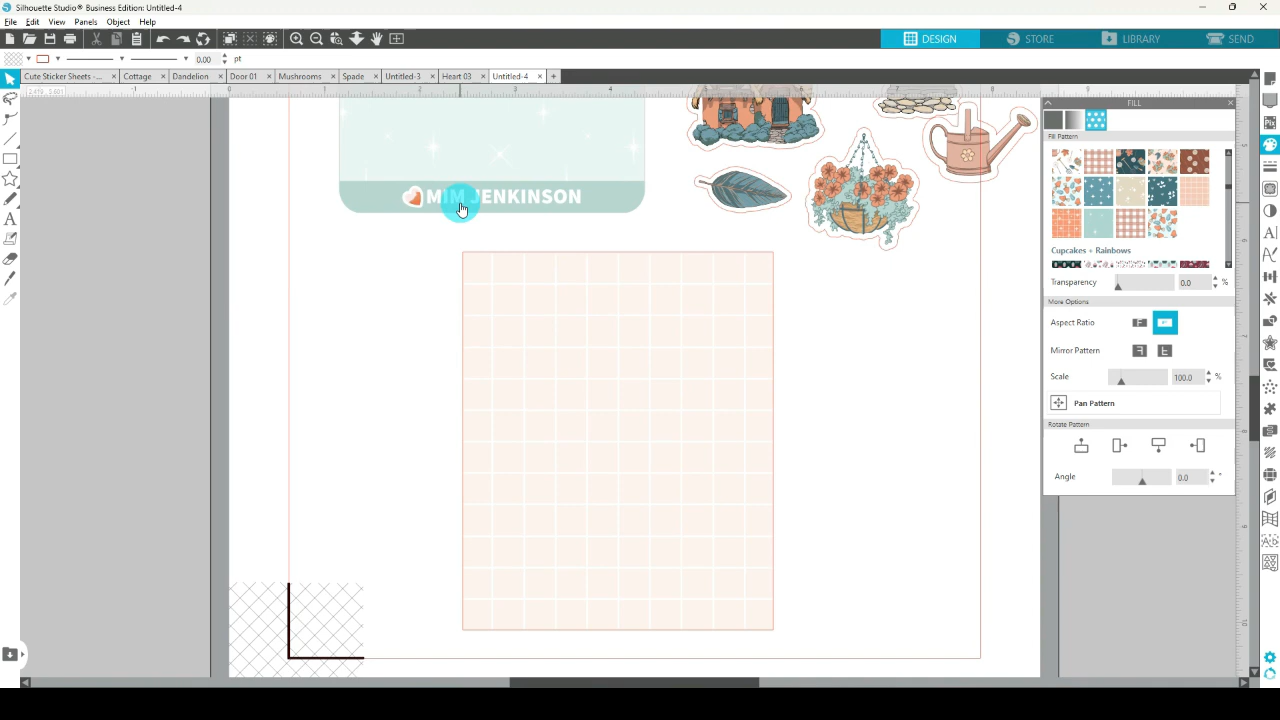 Silhouette Studio® Business Edition: Untitled-4
File Edit View Panels Object Help
DESIGN STORE LIBRARY SEND
0.00 pt
Cute Sticker Sheets -... × Cottage × Dandelion × Door 01 × Mushrooms × Spade × Untitled-3 × Heart 03 × Untitled-4 × +
FILL
Fill Pattern
MIM JENKINSON
Cupcakes + Rainbows
Transparency 0.0 %
More Options
Aspect Ratio
Mirror Pattern
Scale 100.0 %
Pan Pattern
Rotate Pattern
Angle 0.0 °